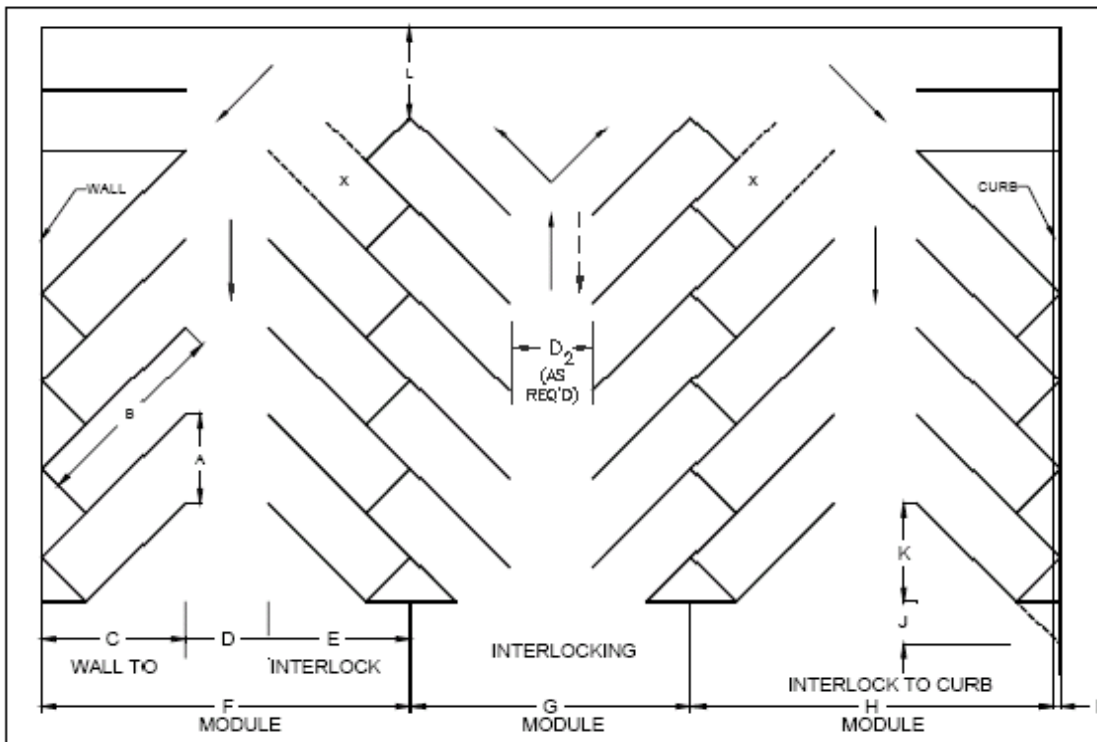 L
WALL
X
X
CURB
D2
(AS
REQ'D)
B
A
K
J
C
D
E
WALL TO
INTERLOCK
INTERLOCKING
INTERLOCK TO CURB
F
G
H
MODULE
MODULE
MODULE